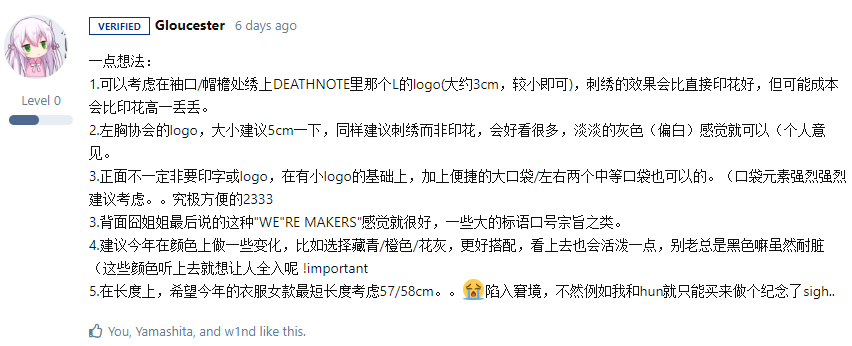 VERIFIED Gloucester 6 days ago
Level 0
一点想法：
1.可以考虑在袖口/帽檐处绣上DEATHNOTE里那个L的logo(大约3cm，较小即可)，刺绣的效果会比直接印花好，但可能成本
会比印花高一丢丢。
2.左胸协会的logo，大小建议5cm一下，同样建议刺绣而非印花，会好看很多，淡淡的灰色（偏白）感觉就可以（个人意
见。
3.正面不一定非要印字或logo，在有小logo的基础上，加上便捷的大口袋/左右两个中等口袋也可以的。（口袋元素强烈强烈
建议考虑。。究极方便的2333
3.背面囧姐姐最后说的这种"WE"RE MAKERS"感觉就很好，一些大的标语口号宗旨之类。
4.建议今年在颜色上做一些变化，比如选择藏青/橙色/花灰，更好搭配，看上去也会活泼一点，别老总是黑色嘛虽然耐脏
（这些颜色听上去就想让人全入呢 !important
5.在长度上，希望今年的衣服女款最短长度考虑57/58cm。。😭陷入窘境，不然例如我和hun就只能买来做个纪念了sigh..
You, Yamashita, and w1nd like this.